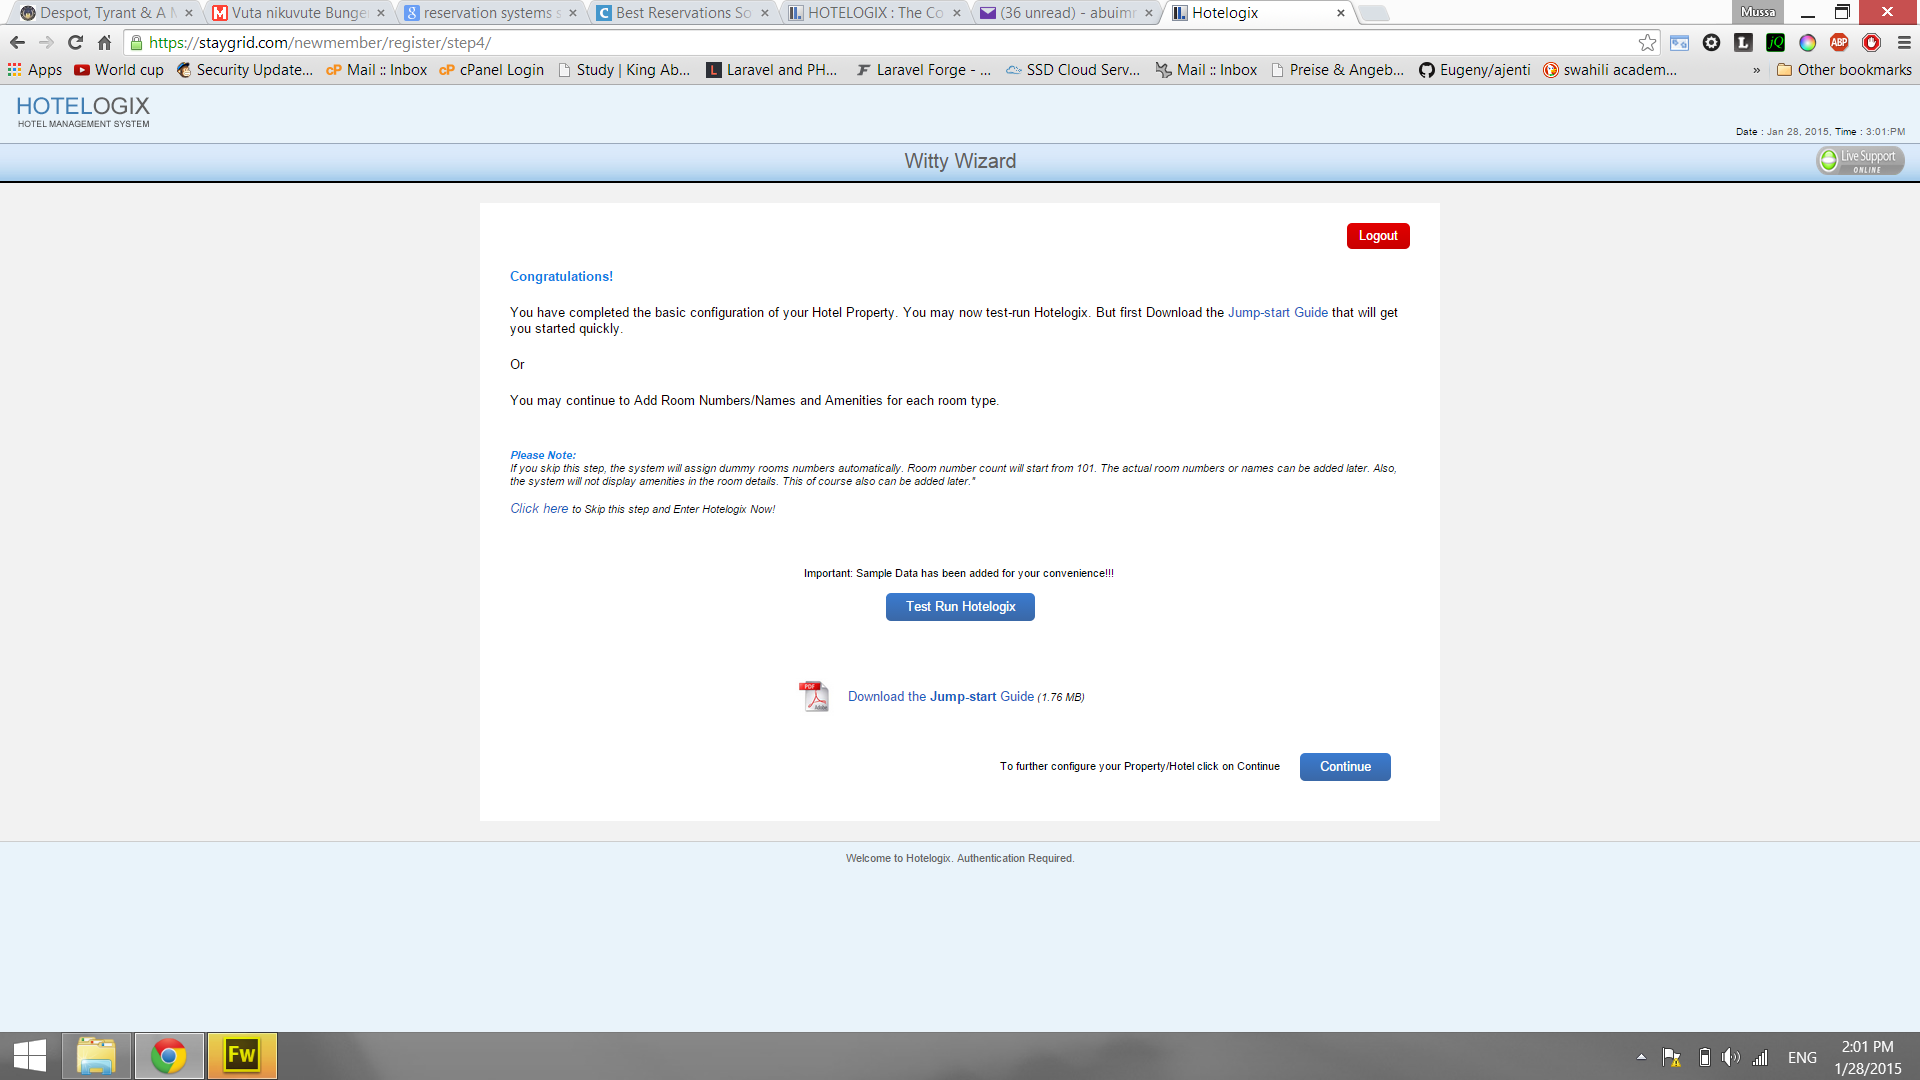 Despot, Tyrant & A M
Vuta nikuvute Bunge
reservation systems s
Best Reservations So
HOTELOGIX : The Co
(36 unread) - abuim
Hotelogix
Mussa
https://staygrid.com/newmember/register/step4/
Apps
World cup
Security Update...
cP Mail :: Inbox
cP cPanel Login
Study | King Ab...
L Laravel and PH...
Laravel Forge - ...
SSD Cloud Serv...
Mail :: Inbox
Preise & Angeb...
Eugeny/ajenti
swahili academ...
»
Other bookmarks
HOTELOGIX
HOTEL MANAGEMENT SYSTEM
Date : Jan 28, 2015, Time : 3:01:PM
Witty Wizard
Live Support
ONLINE
Logout
Congratulations!
You have completed the basic configuration of your Hotel Property. You may now test-run Hotelogix. But first Download the Jump-start Guide that will get
you started quickly.
Or
You may continue to Add Room Numbers/Names and Amenities for each room type.
Please Note:
If you skip this step, the system will assign dummy rooms numbers automatically. Room number count will start from 101. The actual room numbers or names can be added later. Also,
the system will not display amenities in the room details. This of course also can be added later.*
Click here to Skip this step and Enter Hotelogix Now!
Important: Sample Data has been added for your convenience!!!
Test Run Hotelogix
PDF
Adobe
Download the Jump-start Guide (1.76 MB)
To further configure your Property/Hotel click on Continue
Continue
Welcome to Hotelogix. Authentication Required.
Fw
ENG
2:01 PM
1/28/2015